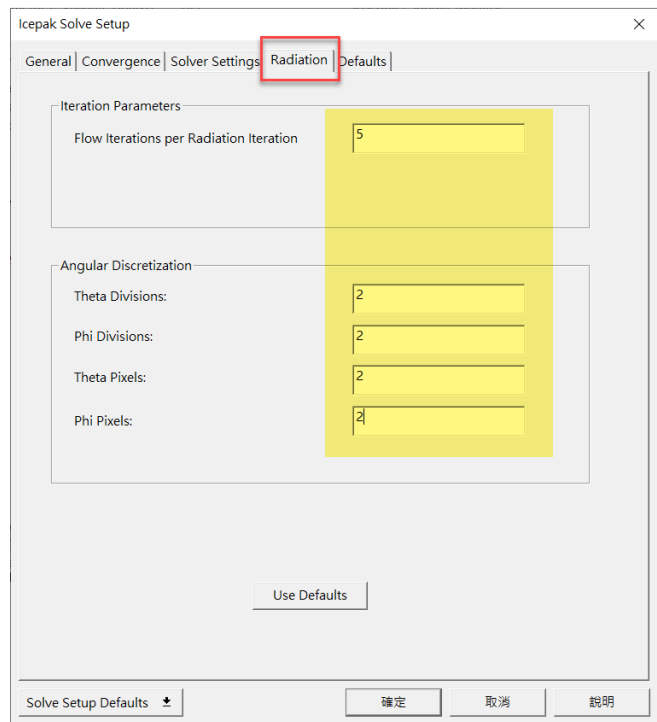 Icepak Solve Setup
General Convergence Solver Settings Radiation Defaults
Iteration Parameters
Flow Iterations per Radiation Iteration 5
Angular Discretization
Theta Divisions: 2
Phi Divisions: 2
Theta Pixels: 2
Phi Pixels: 2
Use Defaults
Solve Setup Defaults 確定 取消 說明